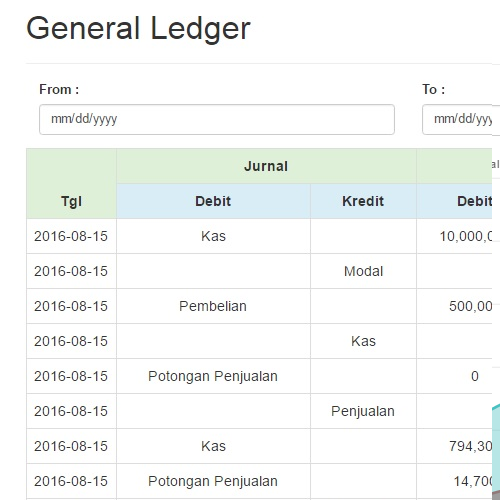 General Ledger
From : To :
mm/dd/yyyy mm/dd/yyy
Jurnal al
Tgl Debit Kredit Debit
2016-08-15 Kas 10,000,0
2016-08-15 Modal
2016-08-15 Pembelian 500,00
2016-08-15 Kas
2016-08-15 Potongan Penjualan 0
2016-08-15 Penjualan
2016-08-15 Kas 794,30
2016-08-15 Potongan Penjualan 14,700